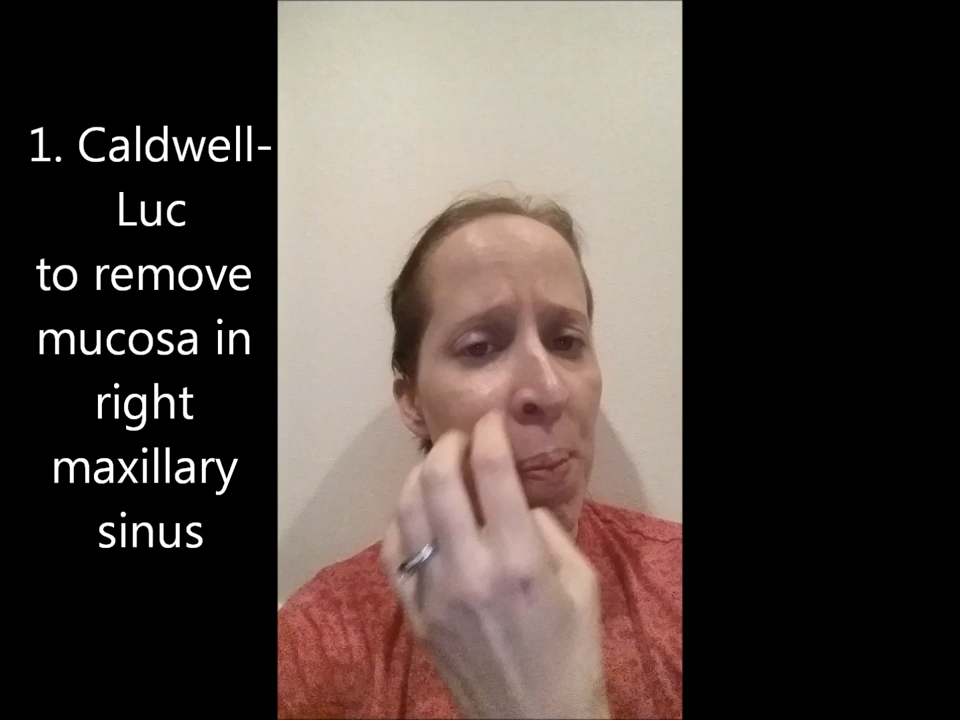 1. Caldwell-
Luc
to remove
mucosa in
right
maxillary
sinus